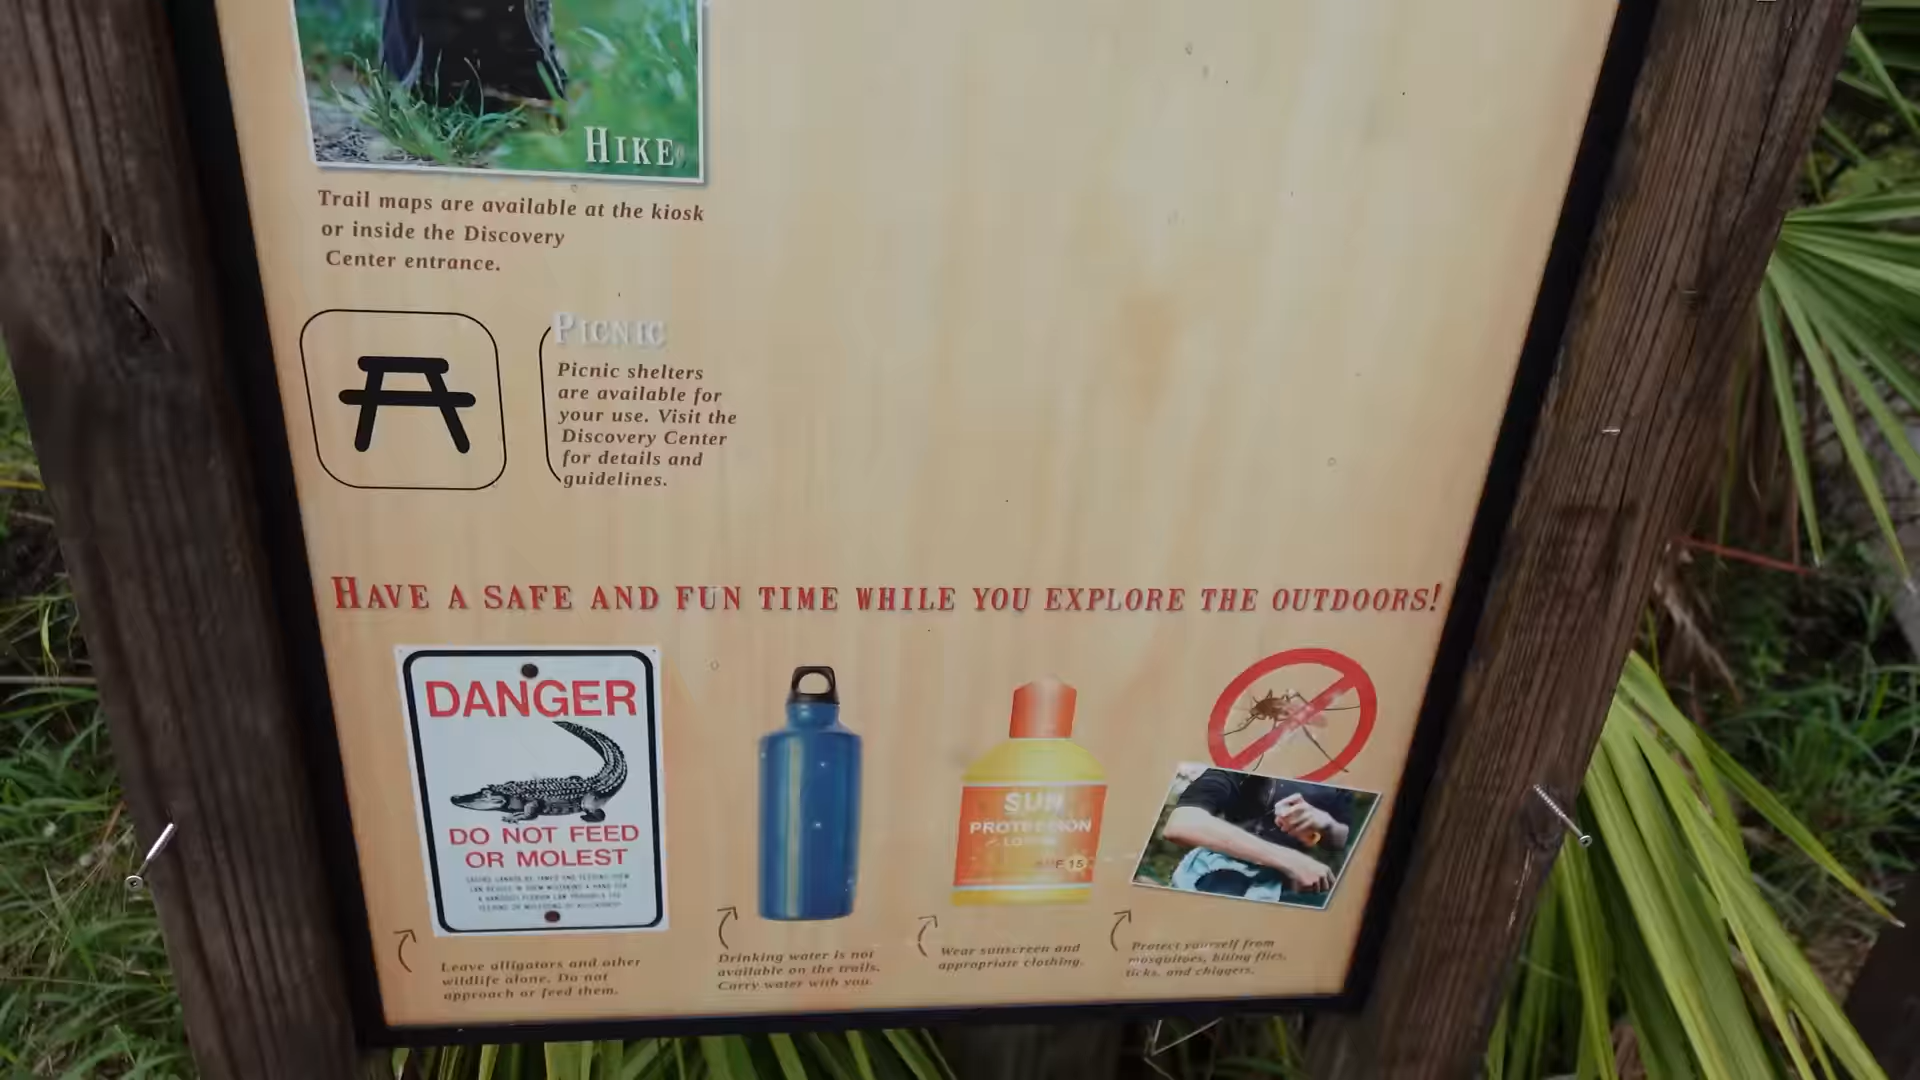 HIKE
Trail maps are available at the kiosk
or inside the Discovery
Center entrance.
PICNIC
Picnic shelters
are available for
your use. Visit the
Discovery Center
for details and
guidelines.
HAVE A SAFE AND FUN TIME WHILE YOU EXPLORE THE OUTDOORS!
DANGER
DO NOT FEED
OR MOLEST
Leave alligators and other
wildlife alone. Do not
approach or feed them.
Drinking water is not
available on the trails.
Carry water with you.
SUN
PROTECTION
LOTION
SPF 15
Wear sunscreen and
appropriate clothing.
Protect yourself from
mosquitoes, biting flies,
ticks, and chiggers.